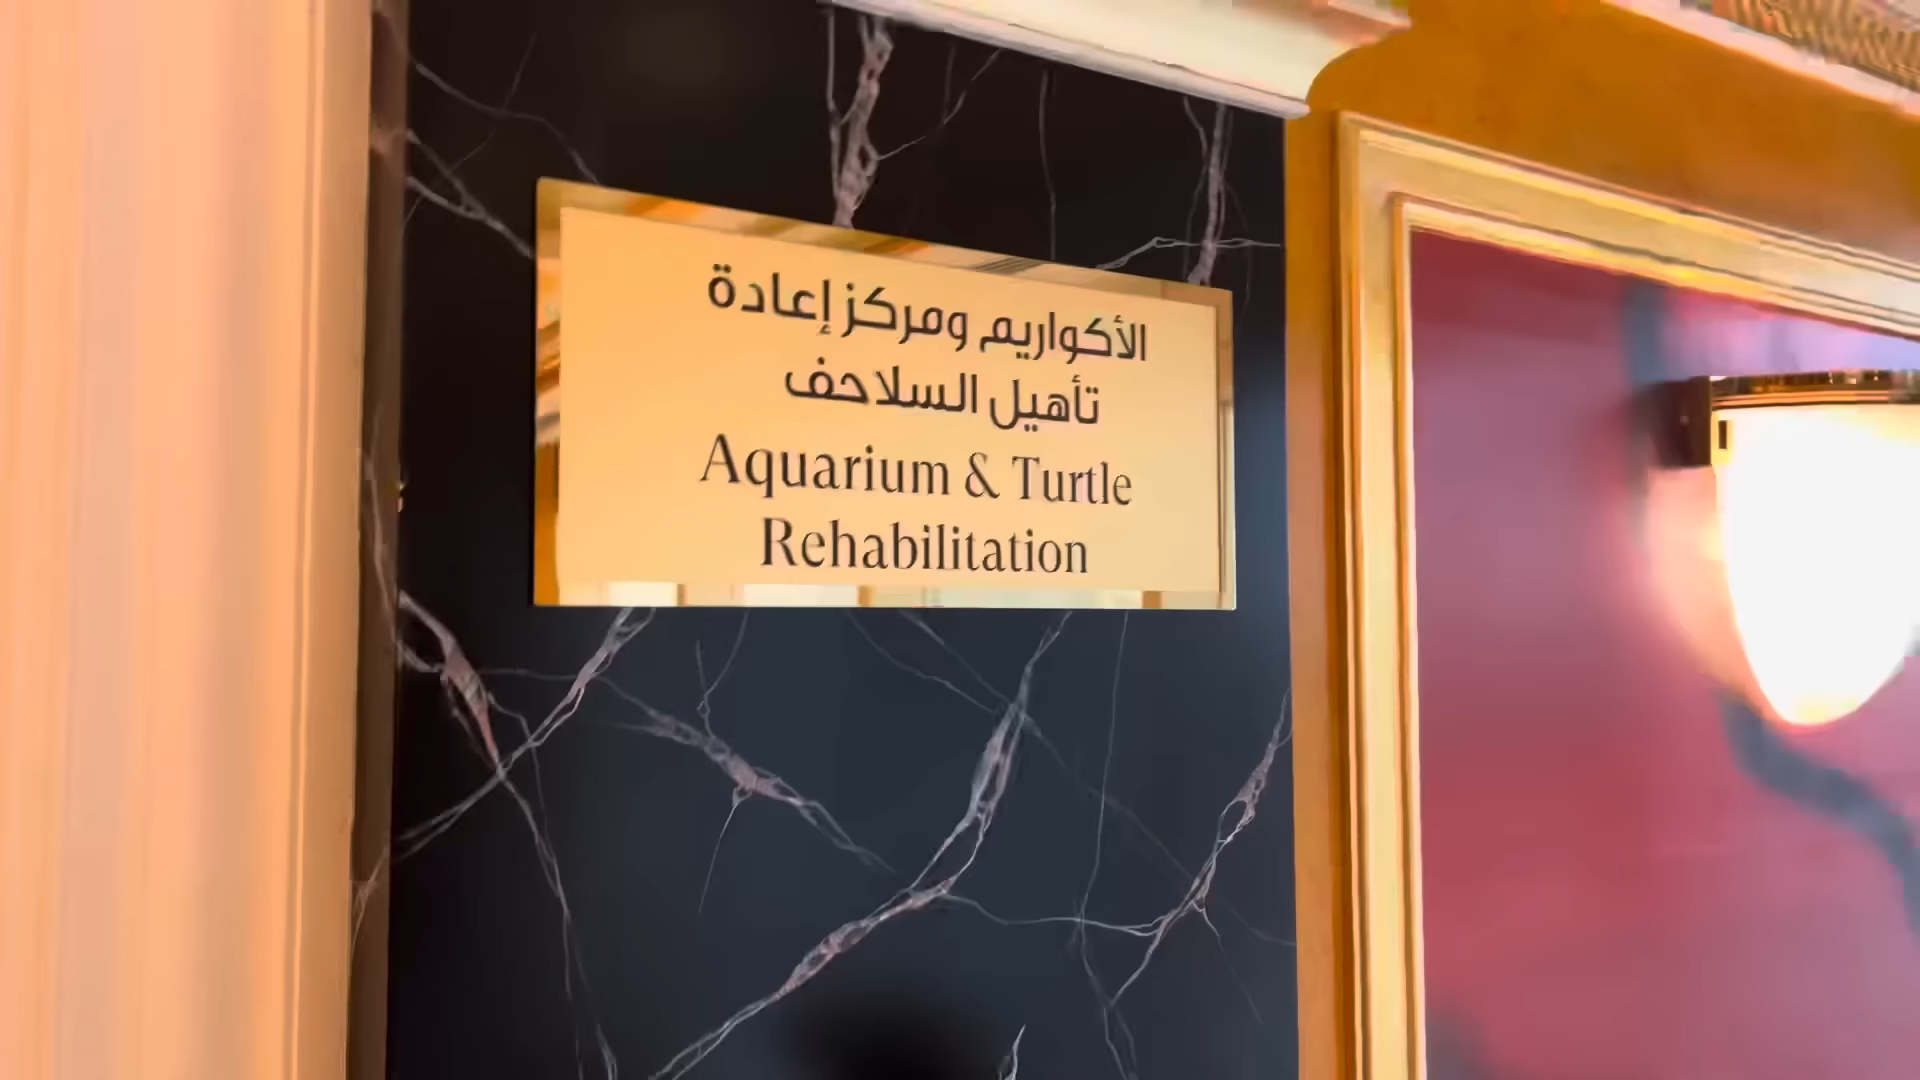 الأكواريم ومركز إعادة
تأهيل السلاحف
Aquarium & Turtle
Rehabilitation